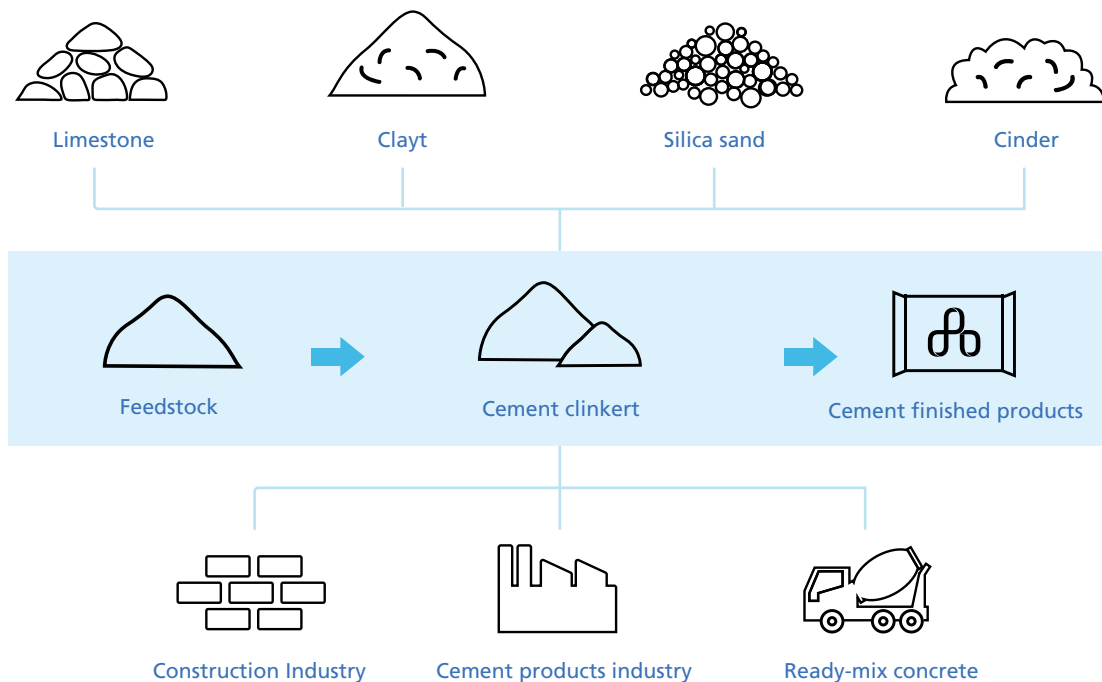 Limestone
Clayt
Silica sand
Cinder
Feedstock
Cement clinkert
Cement finished products
Construction Industry
Cement products industry
Ready-mix concrete